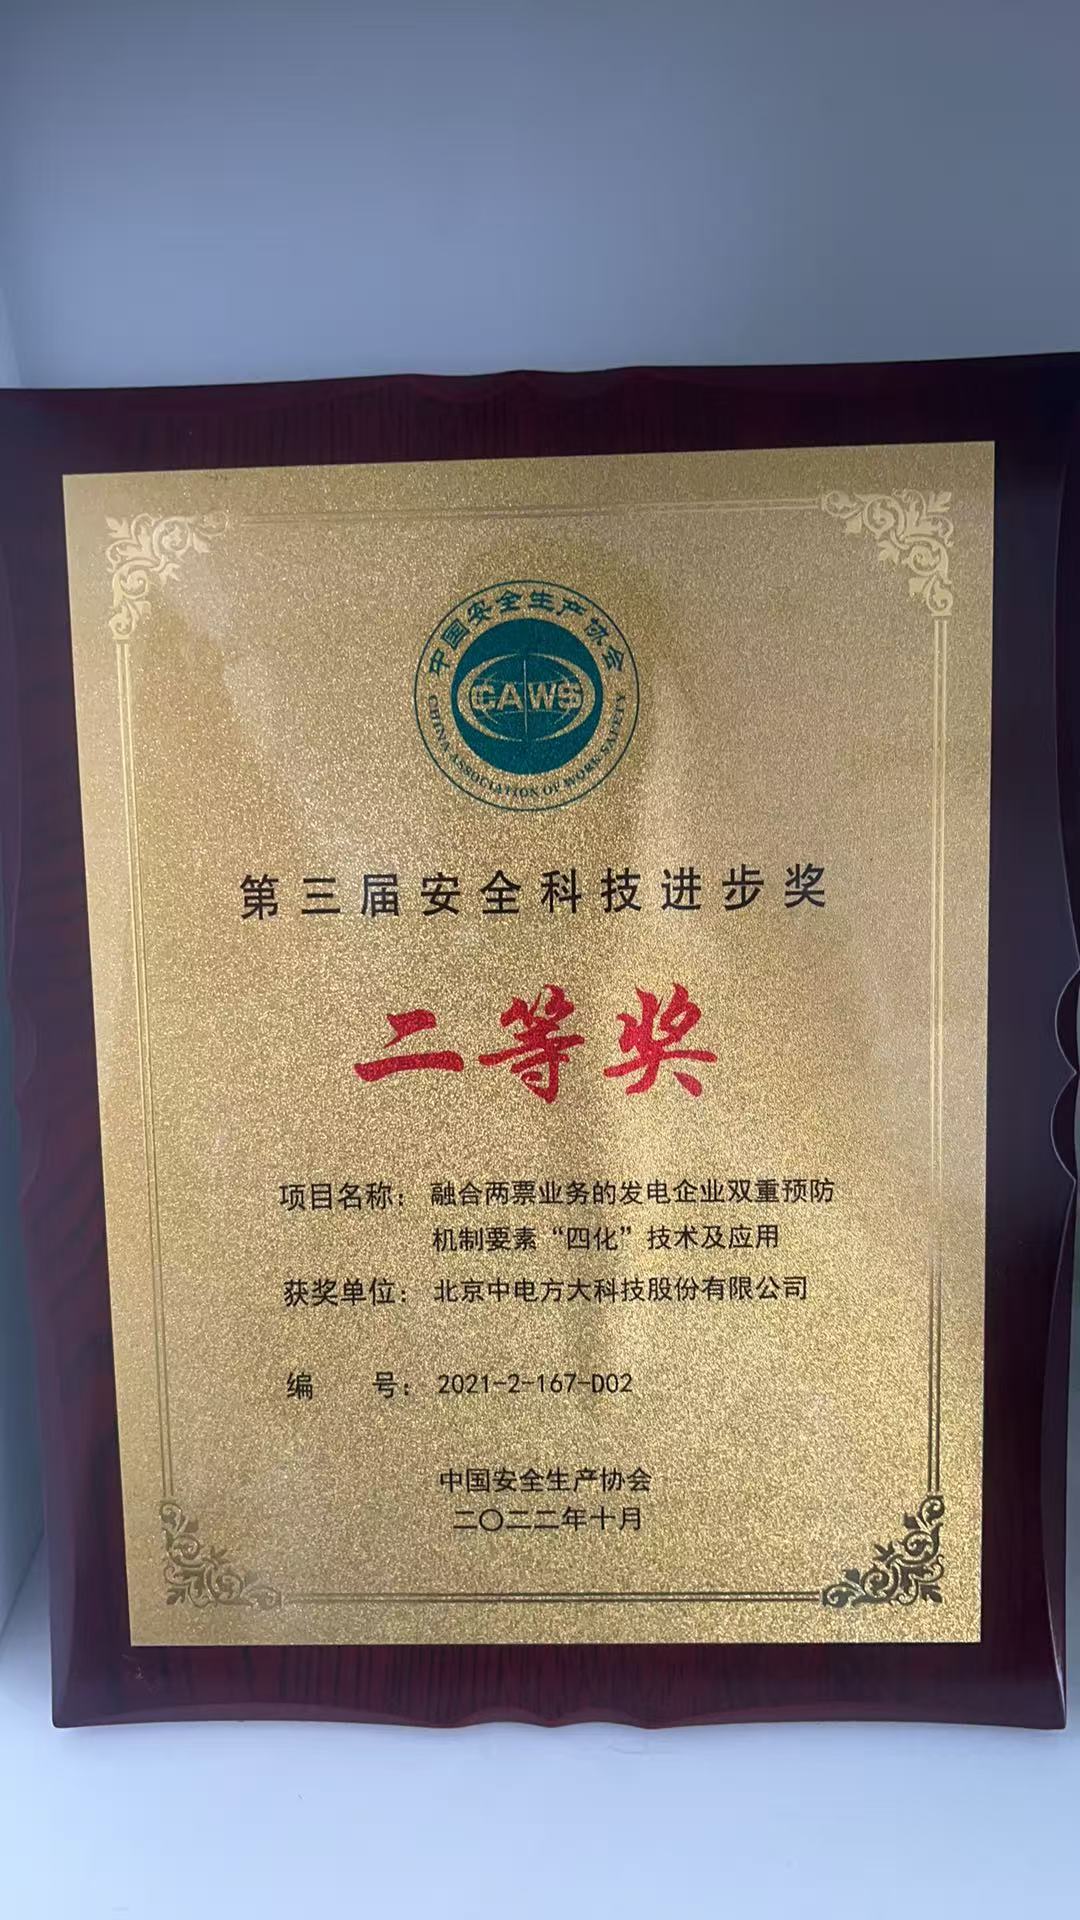 中国安全生产协会
CAWS
CHINA ASSOCIATION OF WORK SAFETY
第三届安全科技进步奖
二等奖
项目名称：融合两票业务的发电企业双重预防
机制要素“四化”技术及应用
获奖单位：北京中电方大科技股份有限公司
编 号：2021-2-167-D02
中国安全生产协会
二〇二二年十月